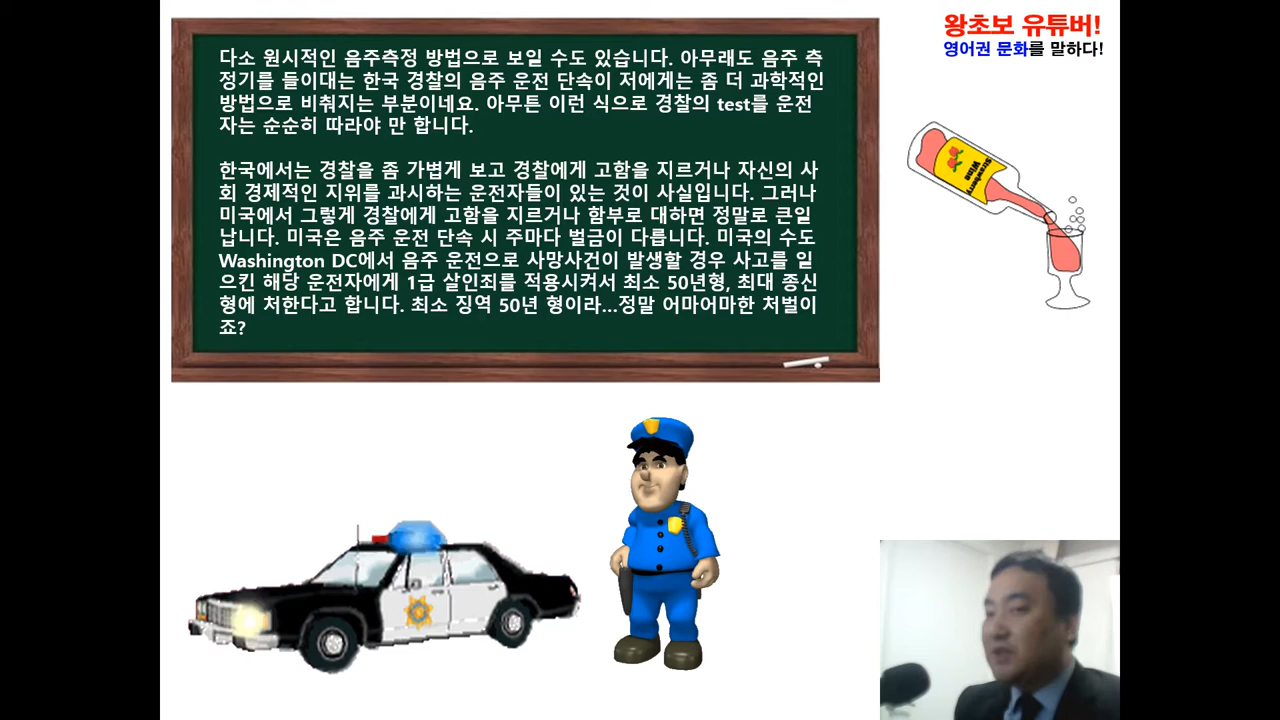 왕초보 유튜버!
영어권 문화를 말하다!
다소 원시적인 음주측정 방법으로 보일 수도 있습니다. 아무래도 음주 측
정기를 들이대는 한국 경찰의 음주 운전 단속이 저에게는 좀 더 과학적인
방법으로 비춰지는 부분이네요. 아무튼 이런 식으로 경찰의 test를 운전
자는 순순히 따라야 만 합니다.
한국에서는 경찰을 좀 가볍게 보고 경찰에게 고함을 지르거나 자신의 사
회 경제적인 지위를 과시하는 운전자들이 있는 것이 사실입니다. 그러나
미국에서 그렇게 경찰에게 고함을 지르거나 함부로 대하면 정말로 큰일
납니다. 미국은 음주 운전 단속 시 주마다 벌금이 다릅니다. 미국의 수도
Washington DC에서 음주 운전으로 사망사건이 발생할 경우 사고를 일
으킨 해당 운전자에게 1급 살인죄를 적용시켜서 최소 50년형, 최대 종신
형에 처한다고 합니다. 최소 징역 50년 형이라...정말 어마어마한 처벌이
죠?
Strawberry
Wine